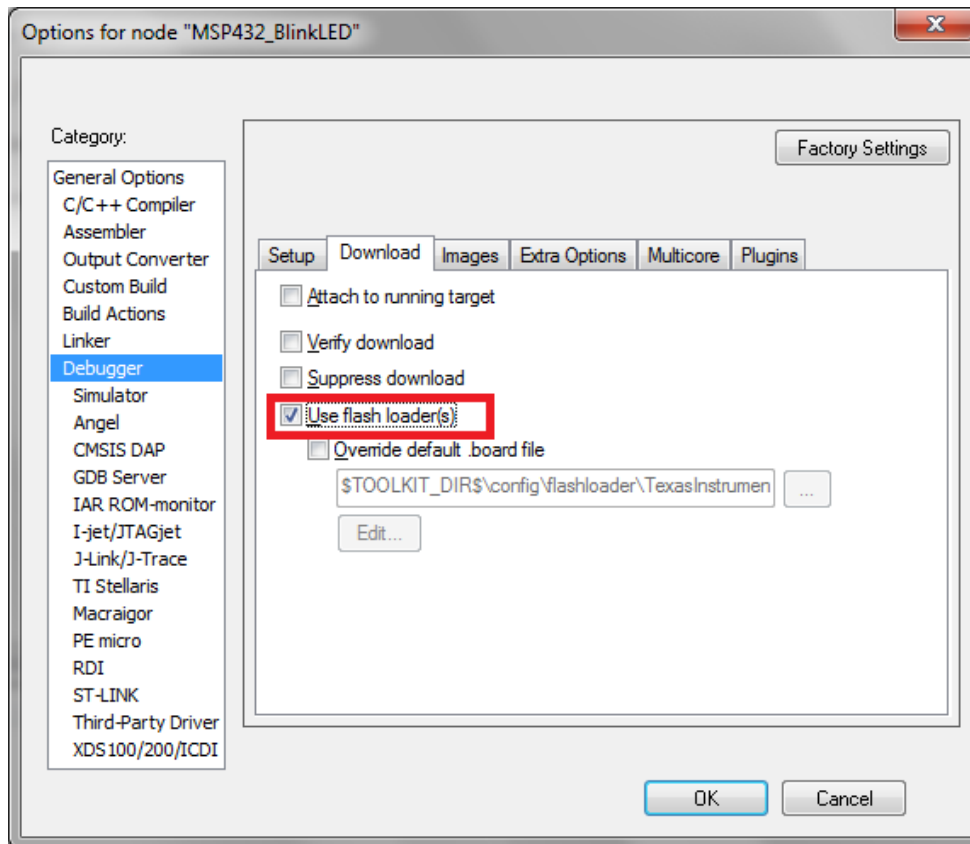 Options for node "MSP432_BlinkLED"
Category:
Factory Settings
General Options
C/C++ Compiler
Assembler
Output Converter
Custom Build
Build Actions
Linker
Debugger
Simulator
Angel
CMSIS DAP
GDB Server
IAR ROM-monitor
I-jet/JTAGjet
J-Link/J-Trace
TI Stellaris
Macraigor
PE micro
RDI
ST-LINK
Third-Party Driver
XDS100/200/ICDI
Setup Download Images Extra Options Multicore Plugins
Attach to running target
Verify download
Suppress download
Use flash loader(s)
Override default .board file
$TOOLKIT_DIR$\config\flashloader\TexasInstrumen ...
Edit...
OK Cancel